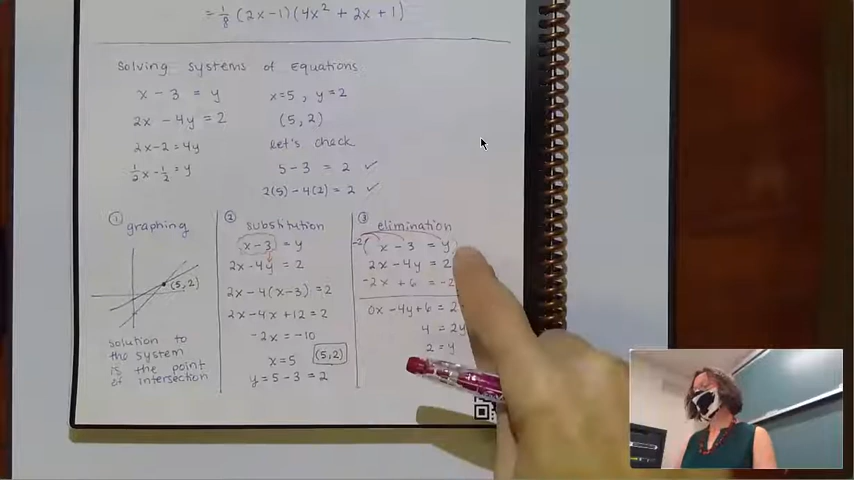 = 1/8 (2x-1)(4x² + 2x + 1)
Solving Systems of Equations
x - 3 = y
2x - 4y = 2
2x - 2 = 4y
1/2x - 1/2 = y
x=5, y=2
(5, 2)
let's check
5 - 3 = 2 ✓
2(5) - 4(2) = 2 ✓
① graphing
(5,2)
solution to
the system
is the point
of intersection
② substitution
x-3 = y
2x-4y = 2
2x-4(x-3) = 2
2x-4x+12 = 2
-2x = -10
x=5 (5,2)
y = 5-3 = 2
③ elimination
-2( x - 3 = y )
2x - 4y = 2
-2x + 6 = -2
0x - 4y+6 = 2
4 = 2y
2 = y